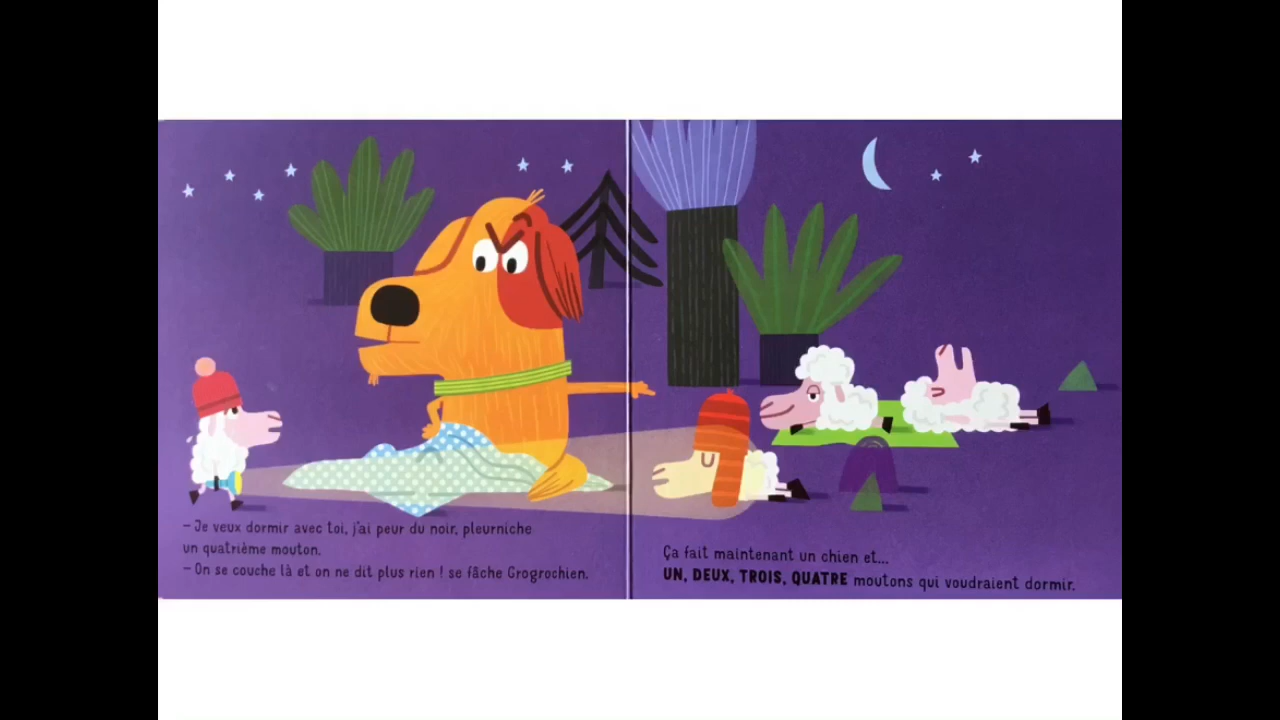 – Je veux dormir avec toi, j'ai peur du noir, pleurniche
un quatrième mouton.
– On se couche là et on ne dit plus rien ! se fâche Grogrochien.
Ça fait maintenant un chien et...
UN, DEUX, TROIS, QUATRE moutons qui voudraient dormir.